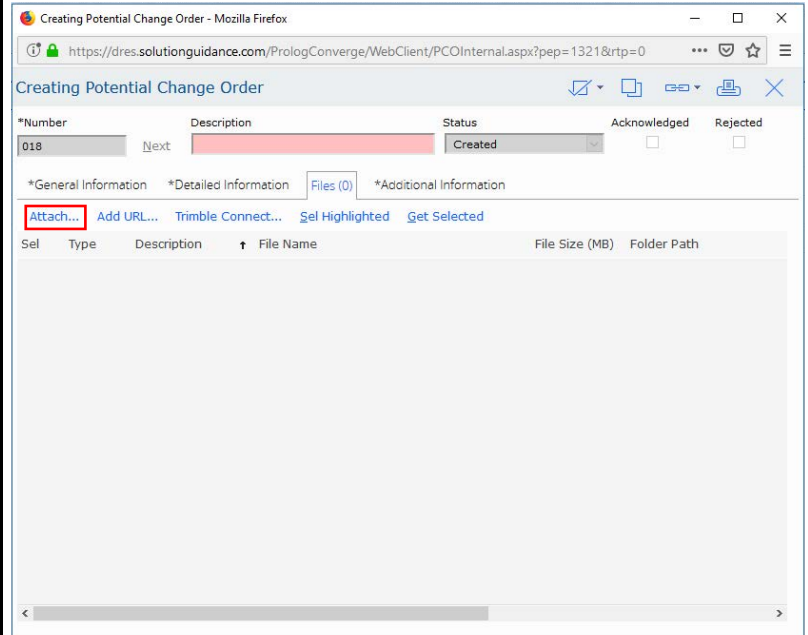 Creating Potential Change Order - Mozilla Firefox
https://dres.solutionguidance.com/PrologConverge/WebClient/PCOInternal.aspx?pep=1321&rtp=0
Creating Potential Change Order
*Number Description Status Acknowledged Rejected
018 Next Created
*General Information *Detailed Information Files (0) *Additional Information
Attach... Add URL... Trimble Connect... Sel Highlighted Get Selected
Sel Type Description File Name File Size (MB) Folder Path